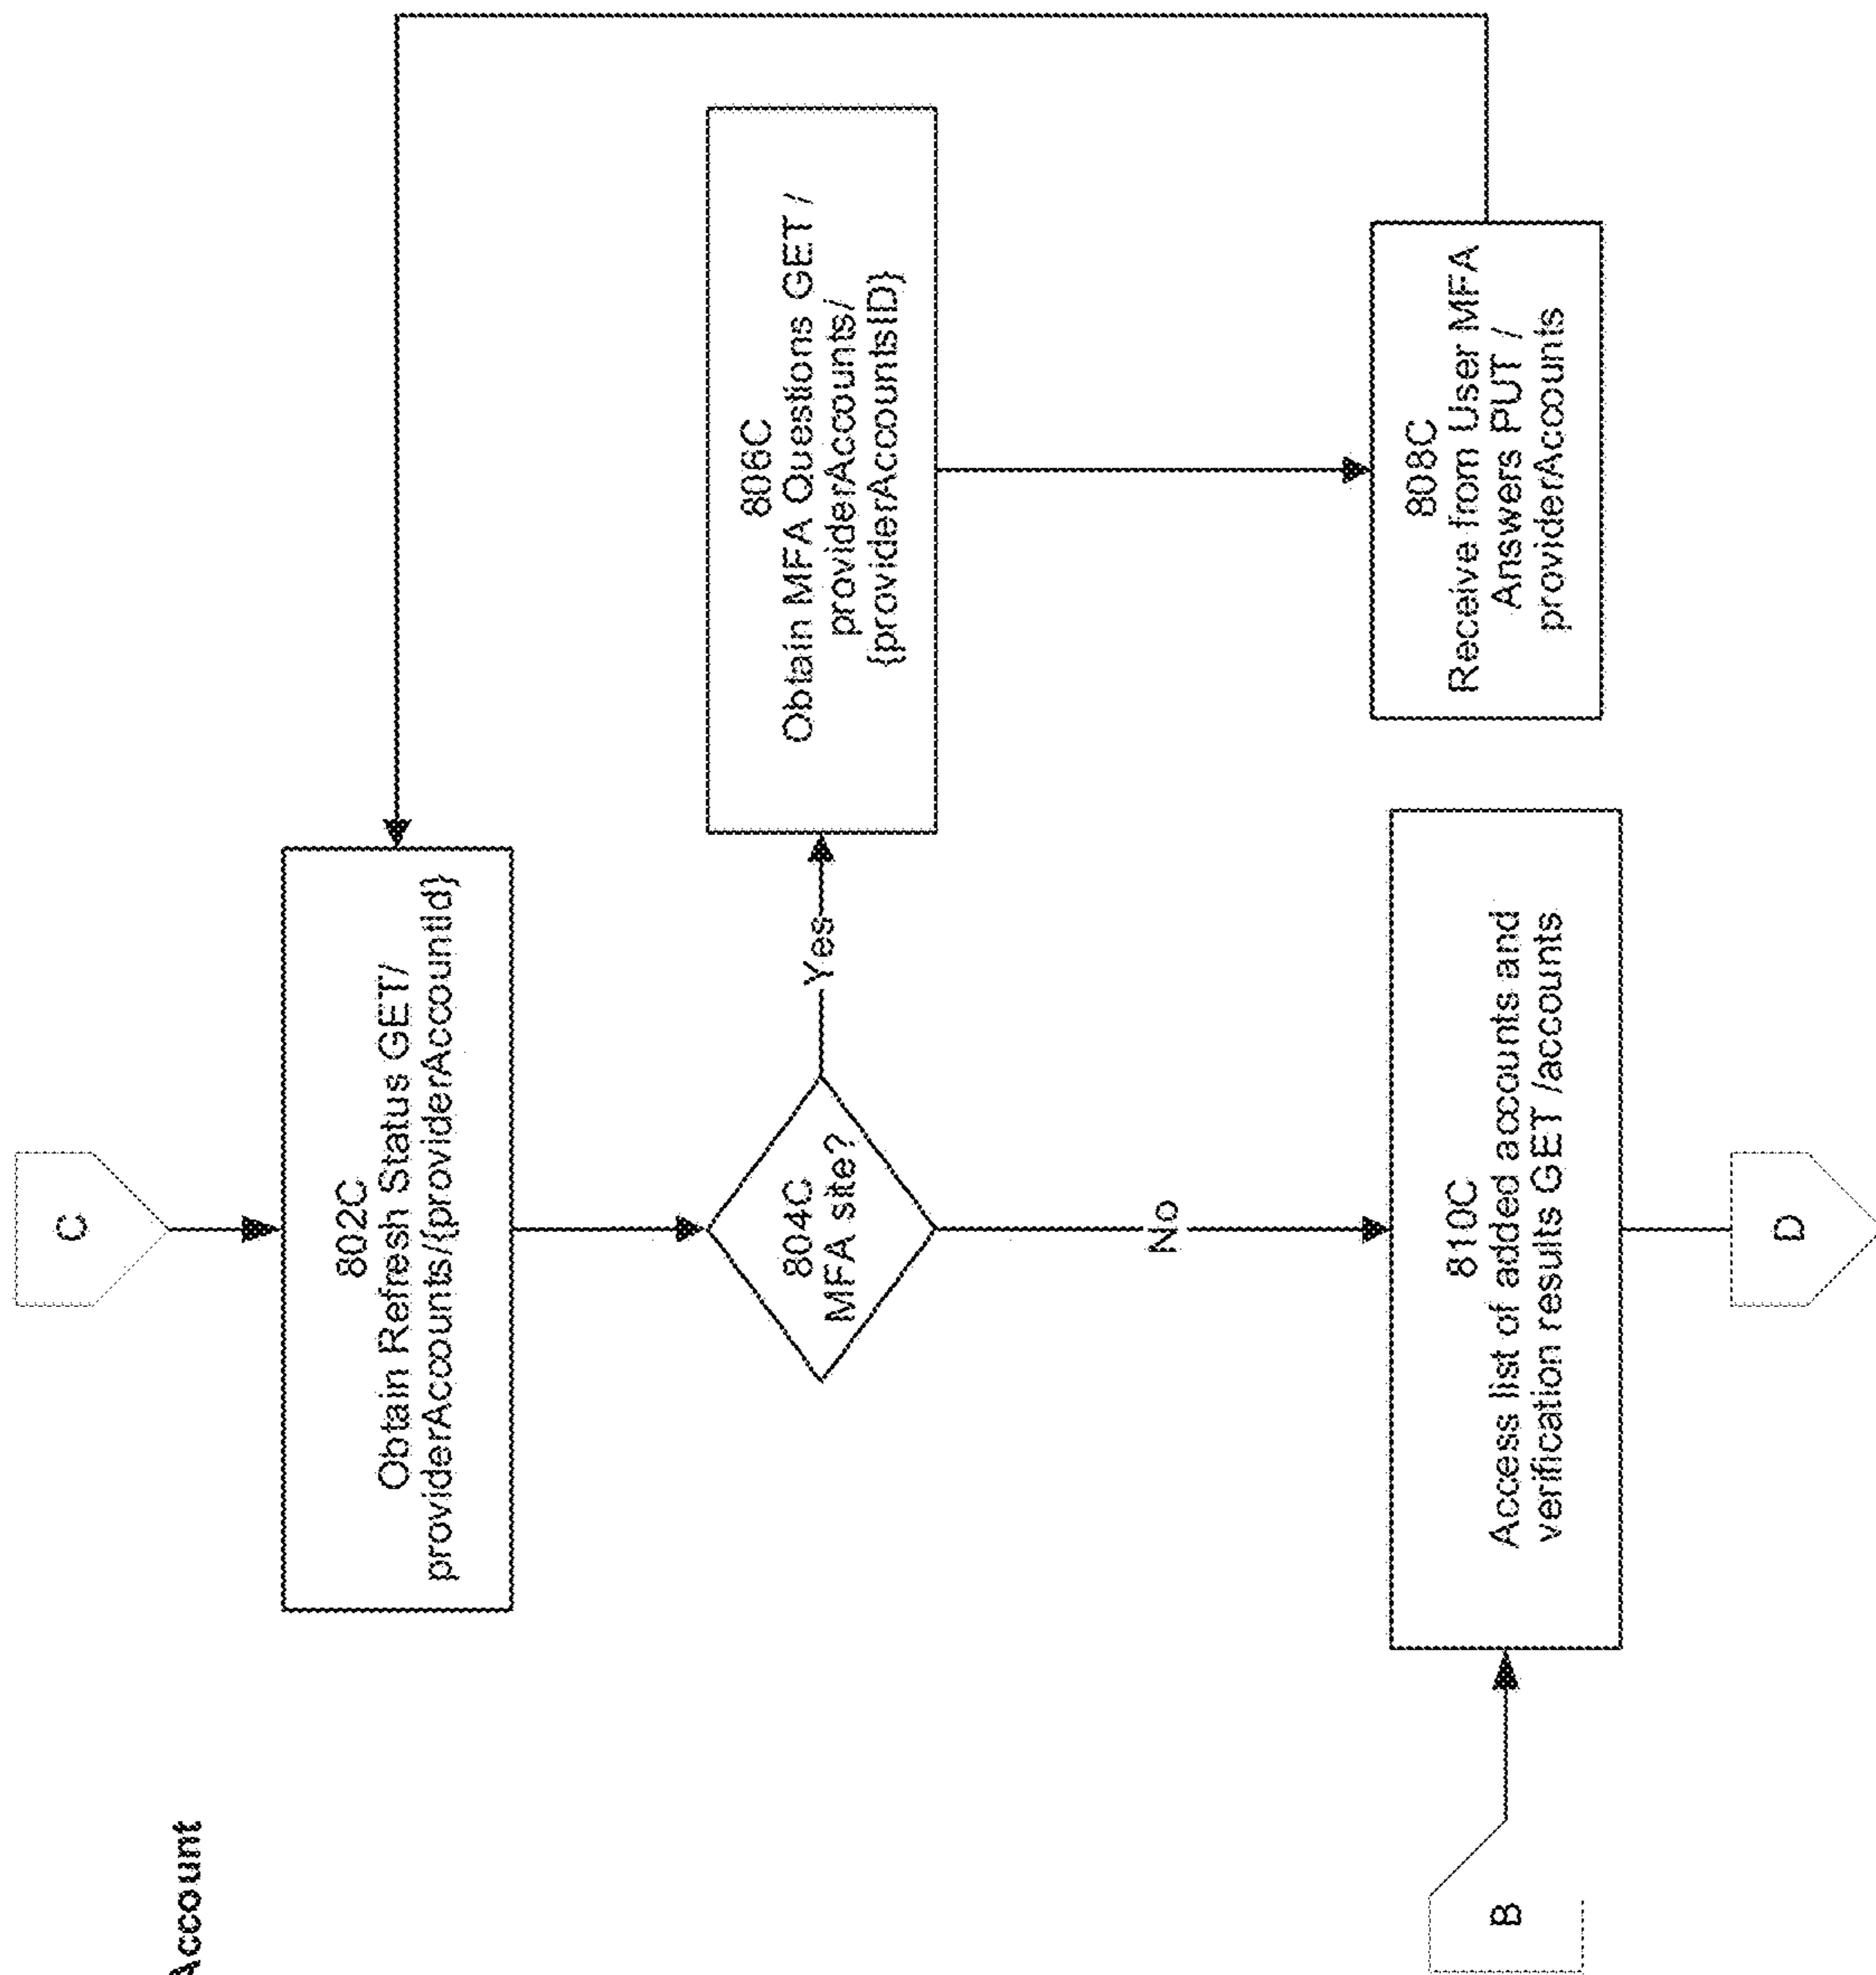 Account
C
802C
Obtain Refresh Status GET/
providerAccounts/{providerAccountId}
804C
MFA site?
Yes
806C
Obtain MFA Questions GET /
providerAccounts/
{providerAccountsID}
808C
Receive from User MFA
Answers PUT /
providerAccounts
No
B
810C
Access list of added accounts and
verification results GET /accounts
D